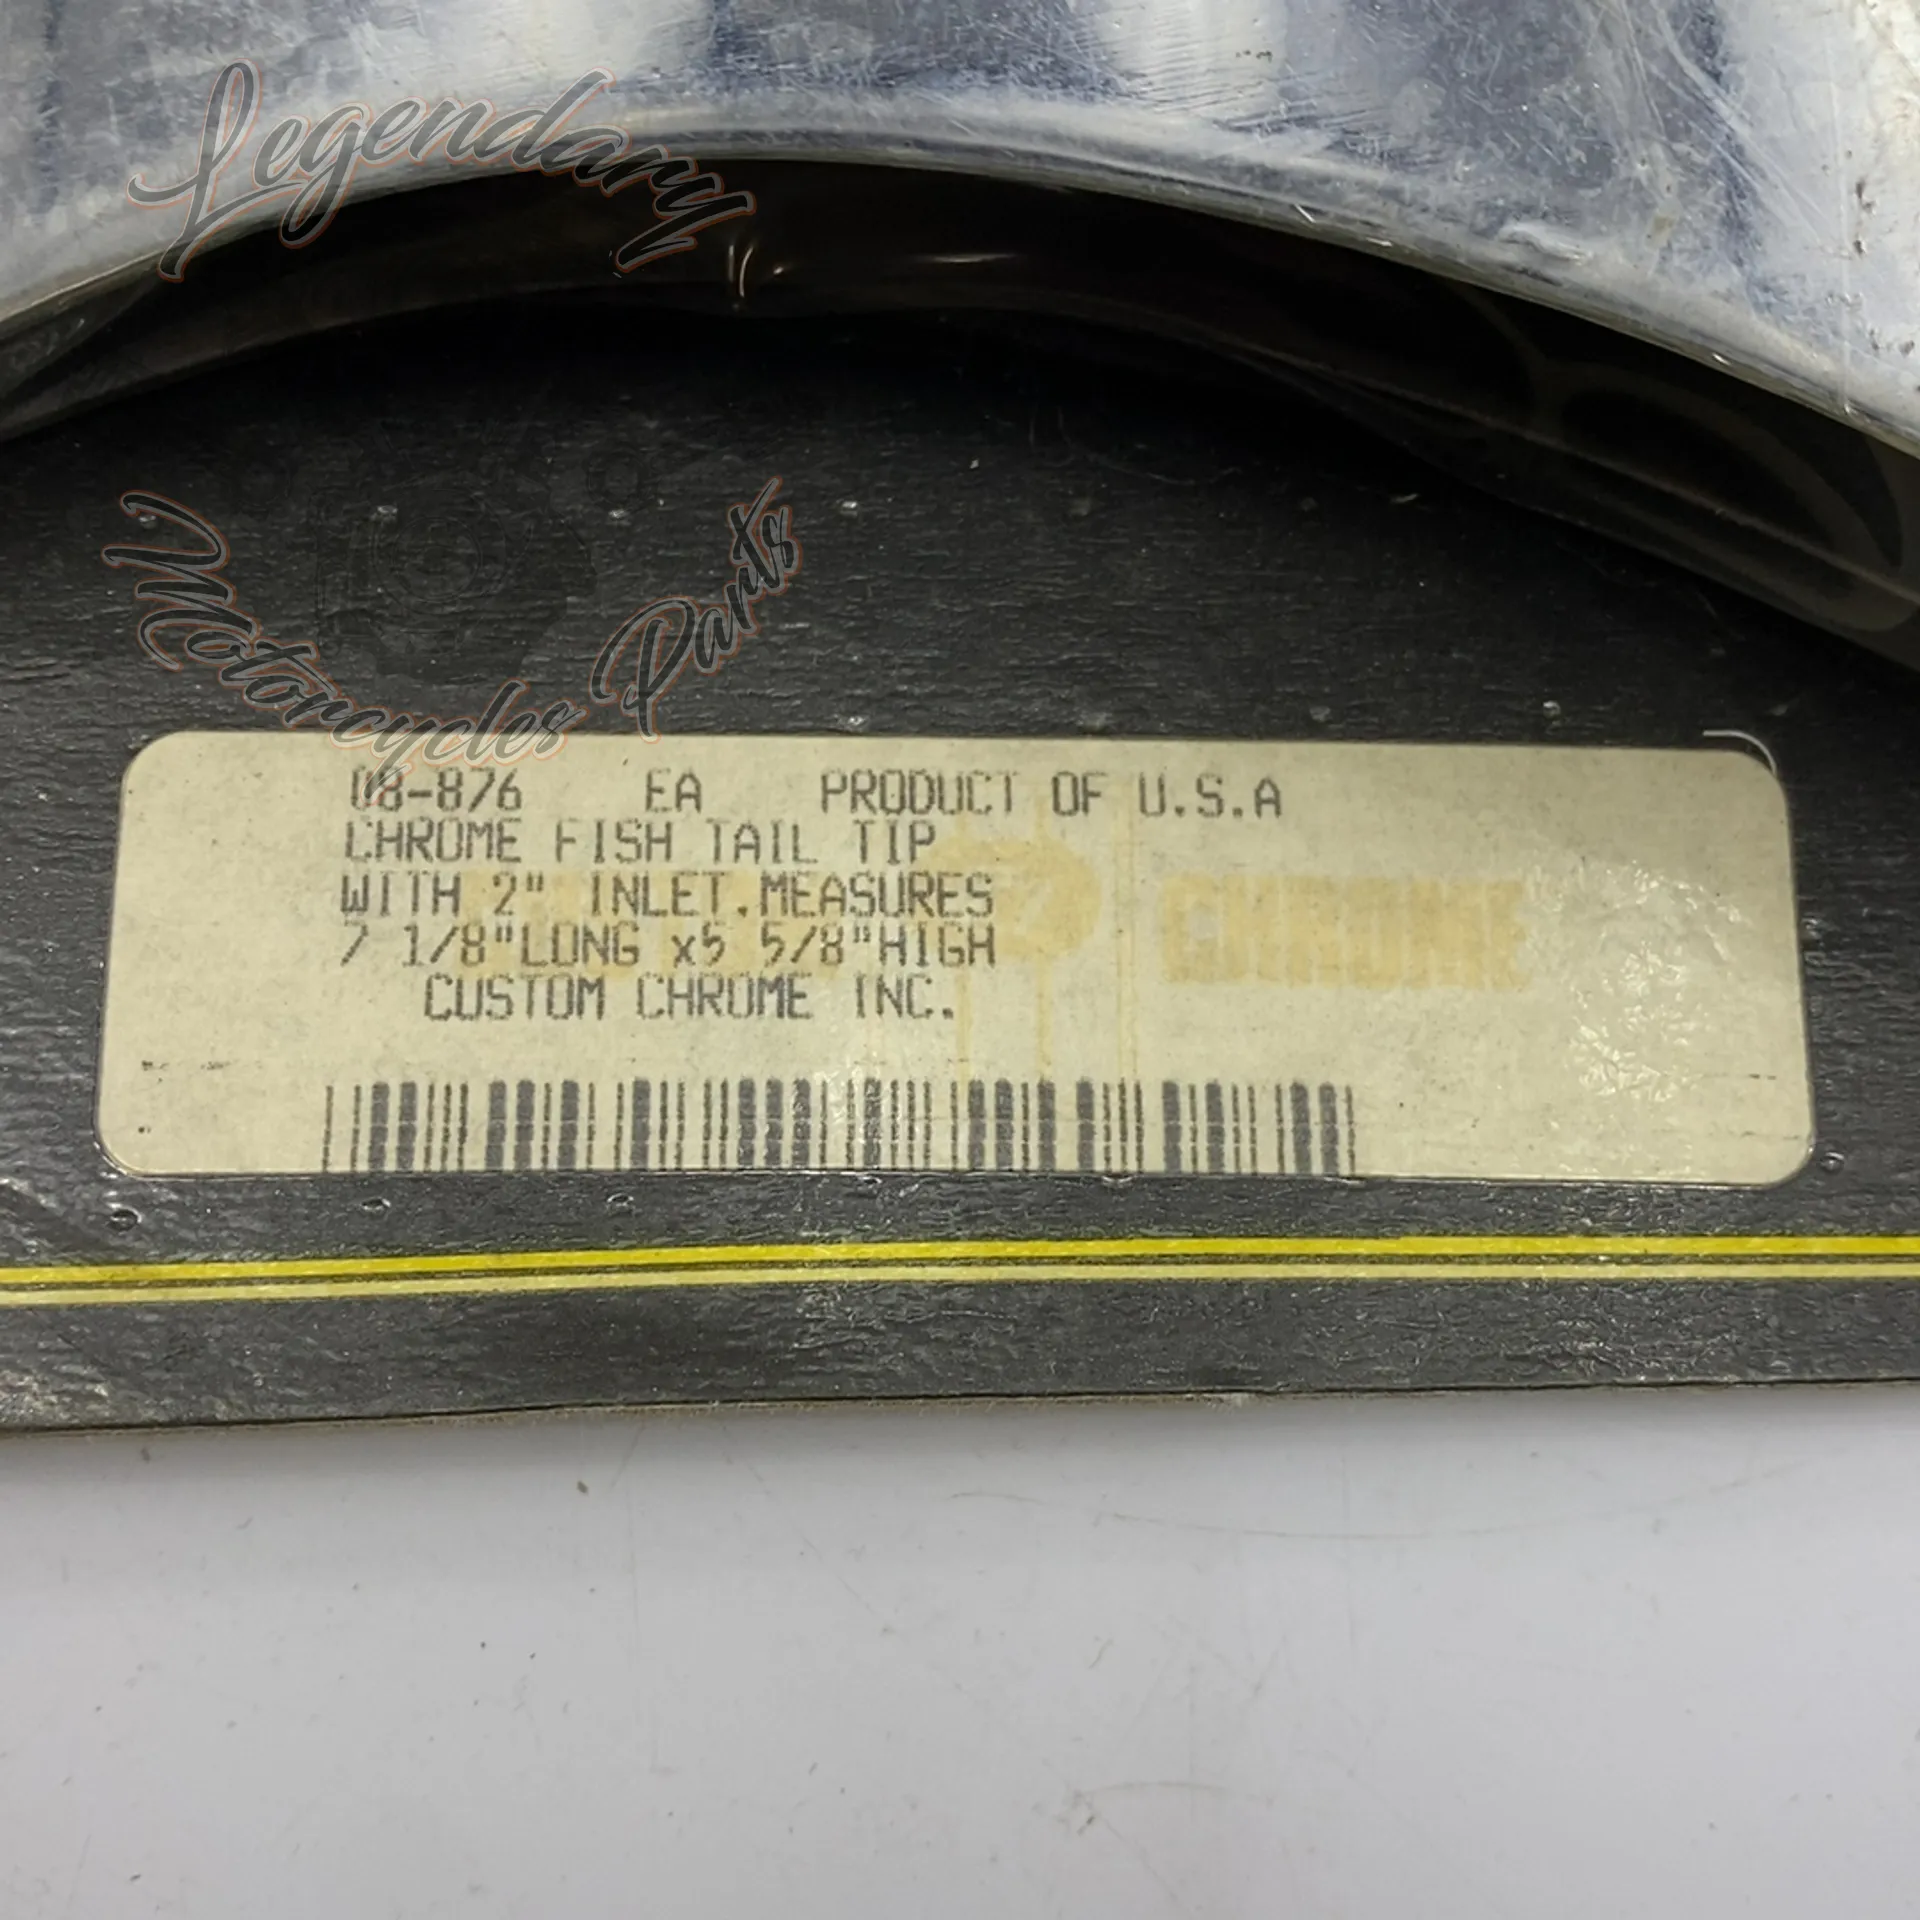 Legendary
Motorcycles Parts
08-876 EA PRODUCT OF U.S.A
CHROME FISH TAIL TIP
WITH 2" INLET.MEASURES
7 1/8"LONG x5 5/8"HIGH
CUSTOM CHROME INC.
CHROME